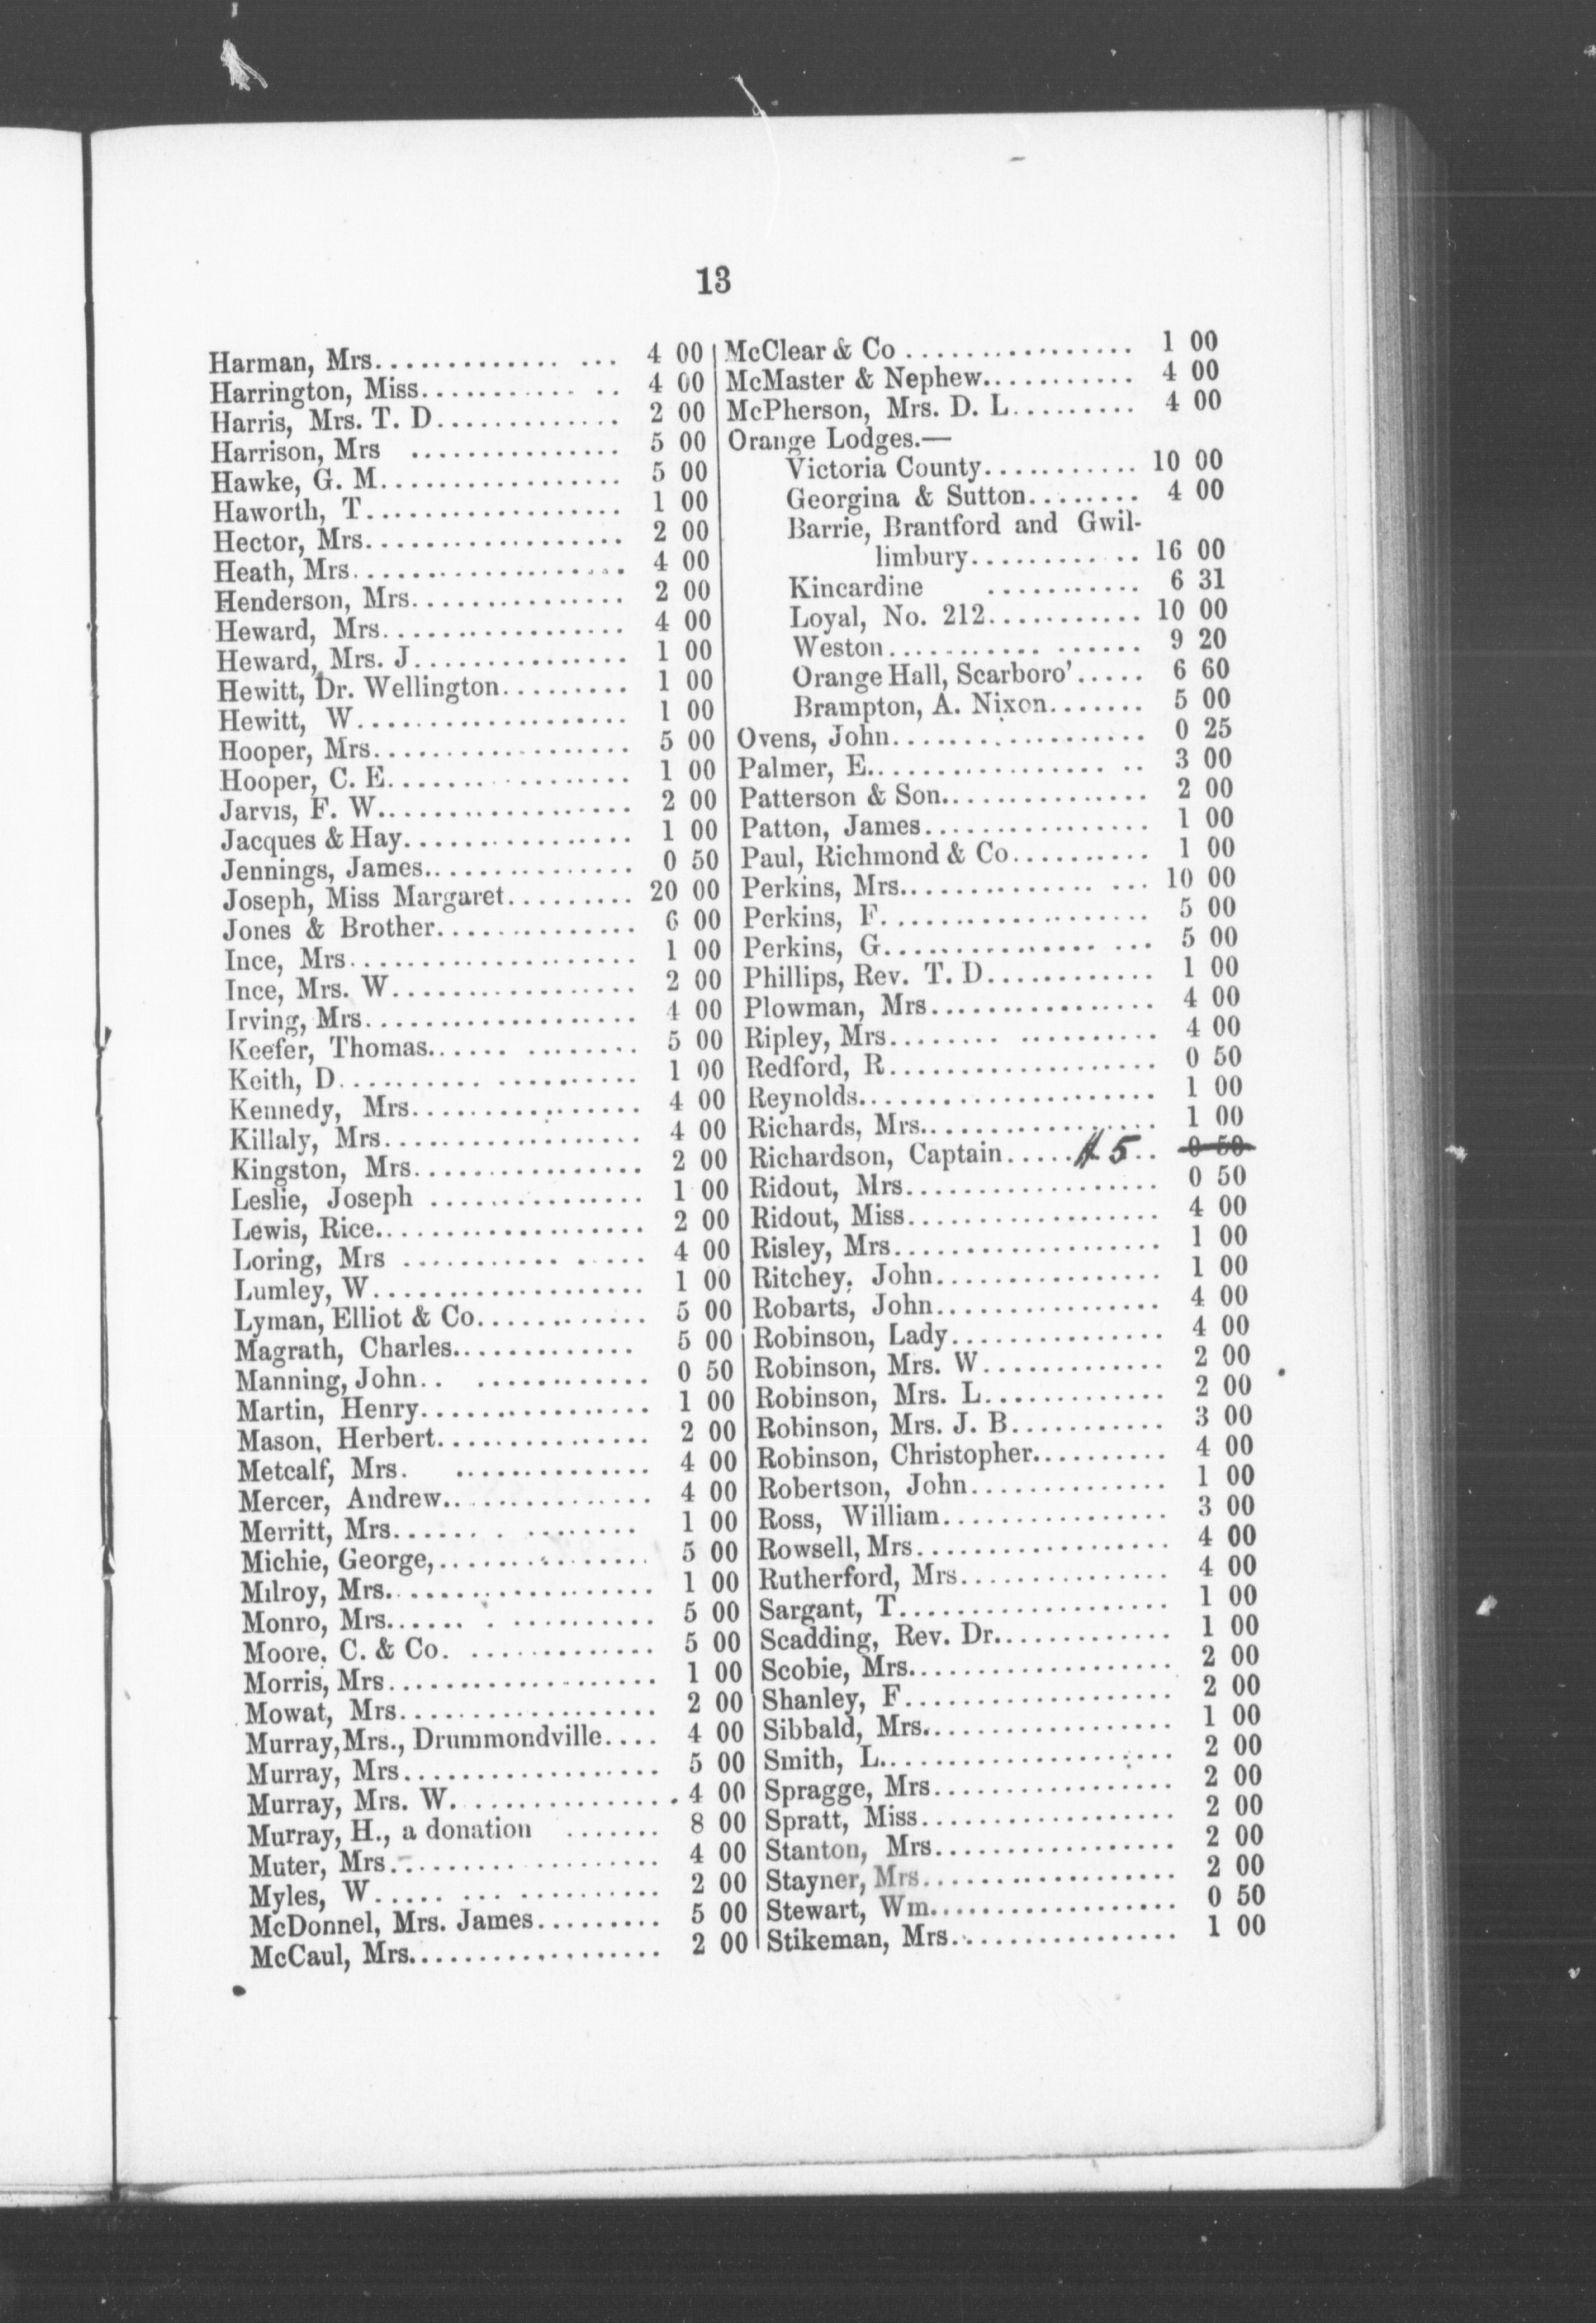 13
Harman, Mrs.............. ... 4 00
Harrington, Miss............ .. 4 00
Harris, Mrs. T. D............. 2 00
Harrison, Mrs ............... 5 00
Hawke, G. M.................. 5 00
Haworth, T................... 1 00
Hector, Mrs................... 2 00
Heath, Mrs................... 4 00
Henderson, Mrs................ 2 00
Heward, Mrs.................. 4 00
Heward, Mrs. J................ 1 00
Hewitt, Dr. Wellington......... 1 00
Hewitt, W.................... 1 00
Hooper, Mrs................... 5 00
Hooper, C. E.................. 1 00
Jarvis, F. W................... 2 00
Jacques & Hay................. 1 00
Jennings, James................ 0 50
Joseph, Miss Margaret......... 20 00
Jones & Brother.............. 6 00
Ince, Mrs..................... 1 00
Ince, Mrs. W.................. 2 00
Irving, Mrs.................... 4 00
Keefer, Thomas...... ........ 5 00
Keith, D.......... .......... 1 00
Kennedy, Mrs................. 4 00
Killaly, Mrs................... 4 00
Kingston, Mrs................. 2 00
Leslie, Joseph ................ 1 00
Lewis, Rice.................... 2 00
Loring, Mrs ........... ..... 4 00
Lumley, W.................... 1 00
Lyman, Elliot & Co............ 5 00
Magrath, Charles.............. 5 00
Manning, John.. ............ 0 50
Martin, Henry................. 1 00
Mason, Herbert................ 2 00
Metcalf, Mrs. .............. 4 00
Mercer, Andrew................ 4 00
Merritt, Mrs...... . ........ 1 00
Michie, George,................ 5 00
Milroy, Mrs.................... 1 00
Monro, Mrs...... . .......... 5 00
Moore, C. & Co. ............. 5 00
Morris, Mrs................... 1 00
Mowat, Mrs................... 2 00
Murray, Mrs., Drummondville.... 4 00
Murray, Mrs................... 5 00
Murray, Mrs. W................. 4 00
Murray, H., a donation ....... 8 00
Muter, Mrs................... 4 00
Myles, W..... ... .......... 2 00
McDonnel, Mrs. James......... 5 00
McCaul, Mrs................... 2 00
McClear & Co ................ 1 00
McMaster & Nephew........... 4 00
McPherson, Mrs. D. L......... 4 00
Orange Lodges.—
Victoria County........... 10 00
Georgina & Sutton........ 4 00
Barrie, Brantford and Gwil-
limbury............ 16 00
Kincardine ........... 6 31
Loyal, No. 212........... 10 00
Weston........... ...... 9 20
Orange Hall, Scarboro'..... 6 60
Brampton, A. Nixon....... 5 00
Ovens, John................... 0 25
Palmer, E................. .. 3 00
Patterson & Son............... 2 00
Patton, James................. 1 00
Paul, Richmond & Co.......... 1 00
Perkins, Mrs.............. ... 10 00
Perkins, F.................... 5 00
Perkins, G................ ... 5 00
Phillips, Rev. T. D............. 1 00
Plowman, Mrs................. 4 00
Ripley, Mrs........ .......... 4 00
Redford, R.................... 0 50
Reynolds...................... 1 00
Richards, Mrs.................. 1 00
Richardson, Captain..... $ 5.. 0 50
Ridout, Mrs................... 0 50
Ridout, Miss................... 4 00
Risley, Mrs.................... 1 00
Ritchey, John................. 1 00
Robarts, John................. 4 00
Robinson, Lady................ 4 00
Robinson, Mrs. W............. 2 00
Robinson, Mrs. L.............. 2 00
Robinson, Mrs. J. B............ 3 00
Robinson, Christopher.......... 4 00
Robertson, John............... 1 00
Ross, William................. 3 00
Rowsell, Mrs................... 4 00
Rutherford, Mrs................ 4 00
Sargant, T.................... 1 00
Scadding, Rev. Dr.............. 1 00
Scobie, Mrs.................... 2 00
Shanley, F.................... 2 00
Sibbald, Mrs................... 1 00
Smith, L...................... 2 00
Spragge, Mrs.................. 2 00
Spratt, Miss................... 2 00
Stanton, Mrs.................. 2 00
Stayner, Mrs................... 2 00
Stewart, Wm................... 0 50
Stikeman, Mrs................. 1 00